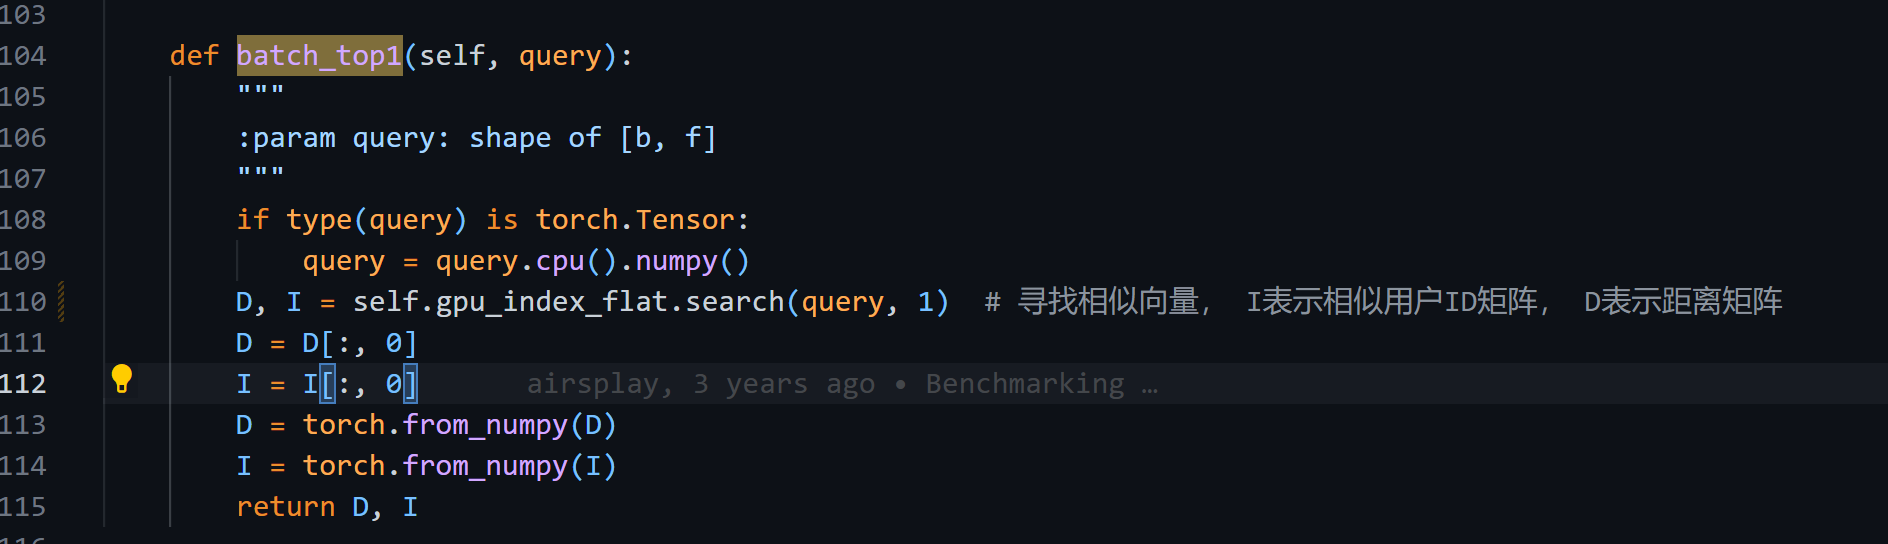 103
104 def batch_top1(self, query):
105 """
106 :param query: shape of [b, f]
107 """
108 if type(query) is torch.Tensor:
109 query = query.cpu().numpy()
110 D, I = self.gpu_index_flat.search(query, 1) # 寻找相似向量， I表示相似用户ID矩阵， D表示距离矩阵
111 D = D[:, 0]
112 I = I[:, 0] airsplay, 3 years ago • Benchmarking …
113 D = torch.from_numpy(D)
114 I = torch.from_numpy(I)
115 return D, I
116